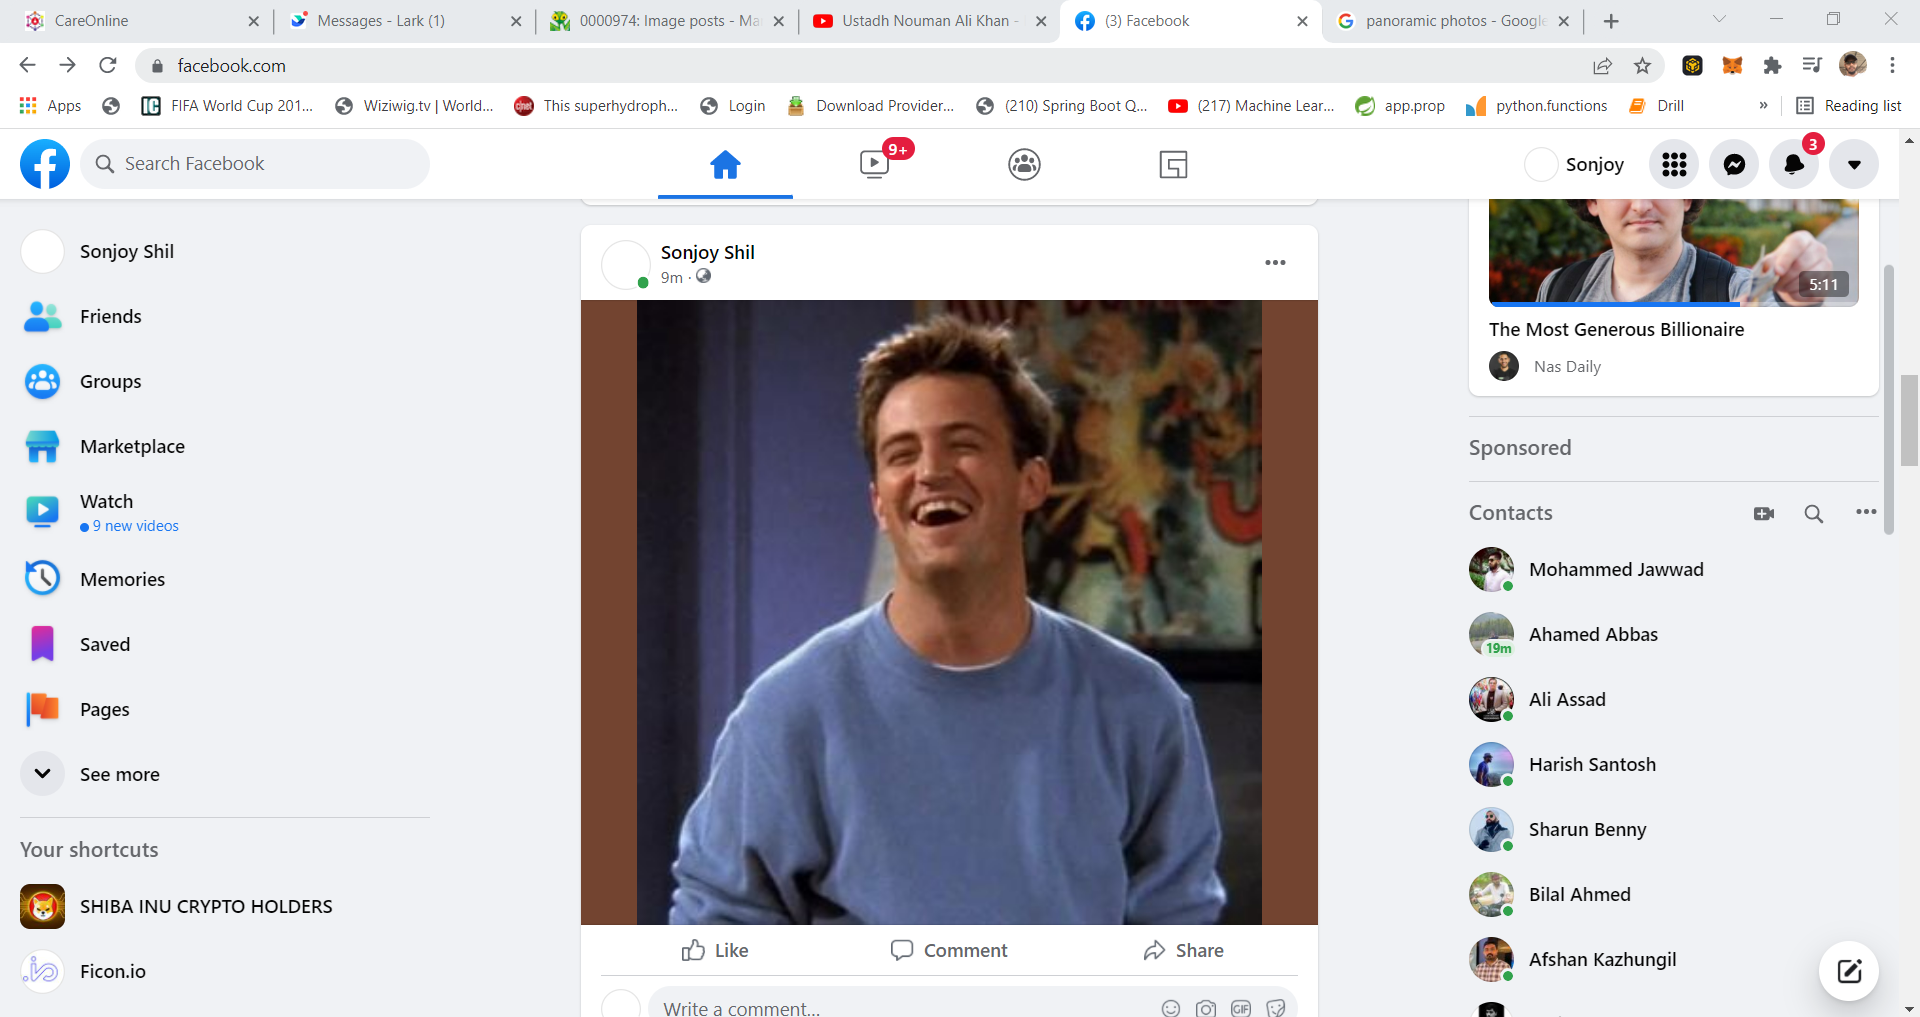 CareOnline
Messages - Lark (1)
0000974: Image posts - Ma
Ustadh Nouman Ali Khan -
(3) Facebook
panoramic photos - Google
facebook.com
Apps
FIFA World Cup 201...
Wiziwig.tv | World...
cnet
This superhydroph...
Login
Download Provider...
(210) Spring Boot Q...
(217) Machine Lear...
app.prop
python.functions
Drill
»
Reading list
Search Facebook
9+
Sonjoy
3
Sonjoy Shil
Friends
Groups
Marketplace
Watch
9 new videos
Memories
Saved
Pages
See more
Your shortcuts
SHIBA INU CRYPTO HOLDERS
Ficon.io
Sonjoy Shil
9m ·
Like
Comment
Share
Write a comment...
GIF
5:11
The Most Generous Billionaire
Nas Daily
Sponsored
Contacts
Mohammed Jawwad
Ahamed Abbas
19m
Ali Assad
Harish Santosh
Sharun Benny
Bilal Ahmed
Afshan Kazhungil